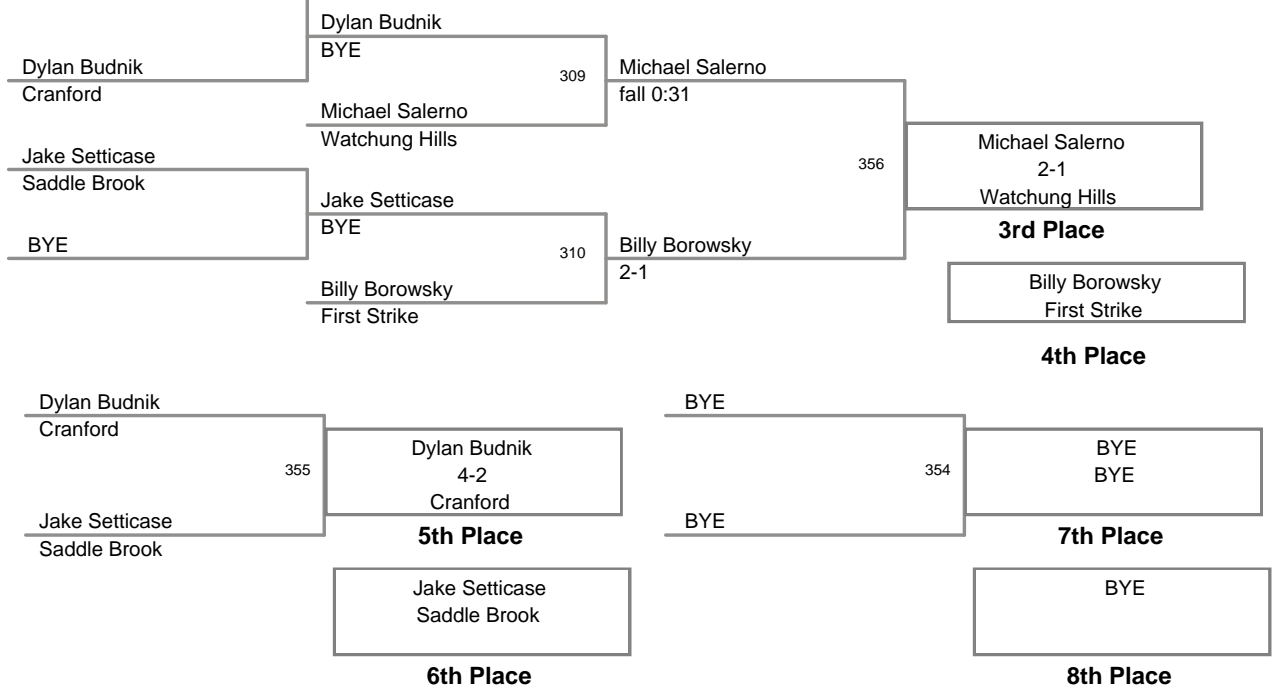 Dylan Budnik
BYE
Dylan Budnik
Cranford
309
Michael Salerno
fall 0:31
Michael Salerno
Watchung Hills
Jake Setticase
Saddle Brook
356
Michael Salerno
2-1
Watchung Hills
3rd Place
Jake Setticase
BYE
BYE
310
Billy Borowsky
2-1
Billy Borowsky
First Strike
Billy Borowsky
First Strike
4th Place
Dylan Budnik
Cranford
355
Dylan Budnik
4-2
Cranford
Jake Setticase
Saddle Brook
5th Place
Jake Setticase
Saddle Brook
6th Place
BYE
354
BYE
BYE
BYE
7th Place
BYE
8th Place